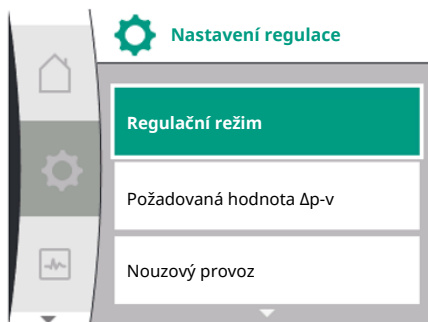 Nastavení regulace
Regulační režim
Požadovaná hodnota Δp-v
Nouzový provoz